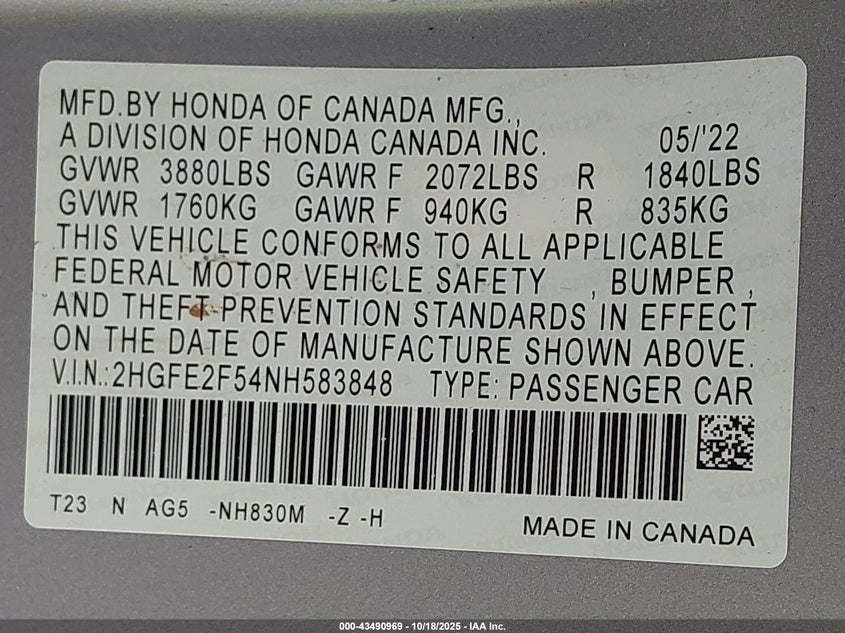 MFD.BY HONDA OF CANADA MFG.,
A DIVISION OF HONDA CANADA INC. 05/'22
GVWR 3880LBS GAWR F 2072LBS R 1840LBS
GVWR 1760KG GAWR F 940KG R 835KG
THIS VEHICLE CONFORMS TO ALL APPLICABLE
FEDERAL MOTOR VEHICLE SAFETY , BUMPER ,
AND THEFT PREVENTION STANDARDS IN EFFECT
ON THE DATE OF MANUFACTURE SHOWN ABOVE.
V.I.N.:2HGFE2F54NH583848 TYPE: PASSENGER CAR
T23 N AG5 -NH830M -Z -H
MADE IN CANADA
000-43490969 - 10/18/2025 - IAA Inc.